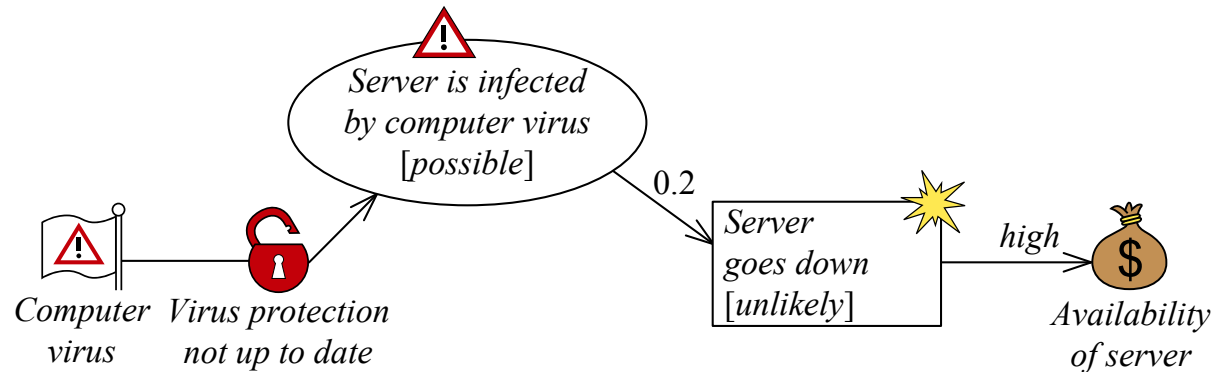 Server is infected
by computer virus
[possible]
0.2
Server
goes down
[unlikely]
high
$
Computer
virus
Virus protection
not up to date
Availability
of server